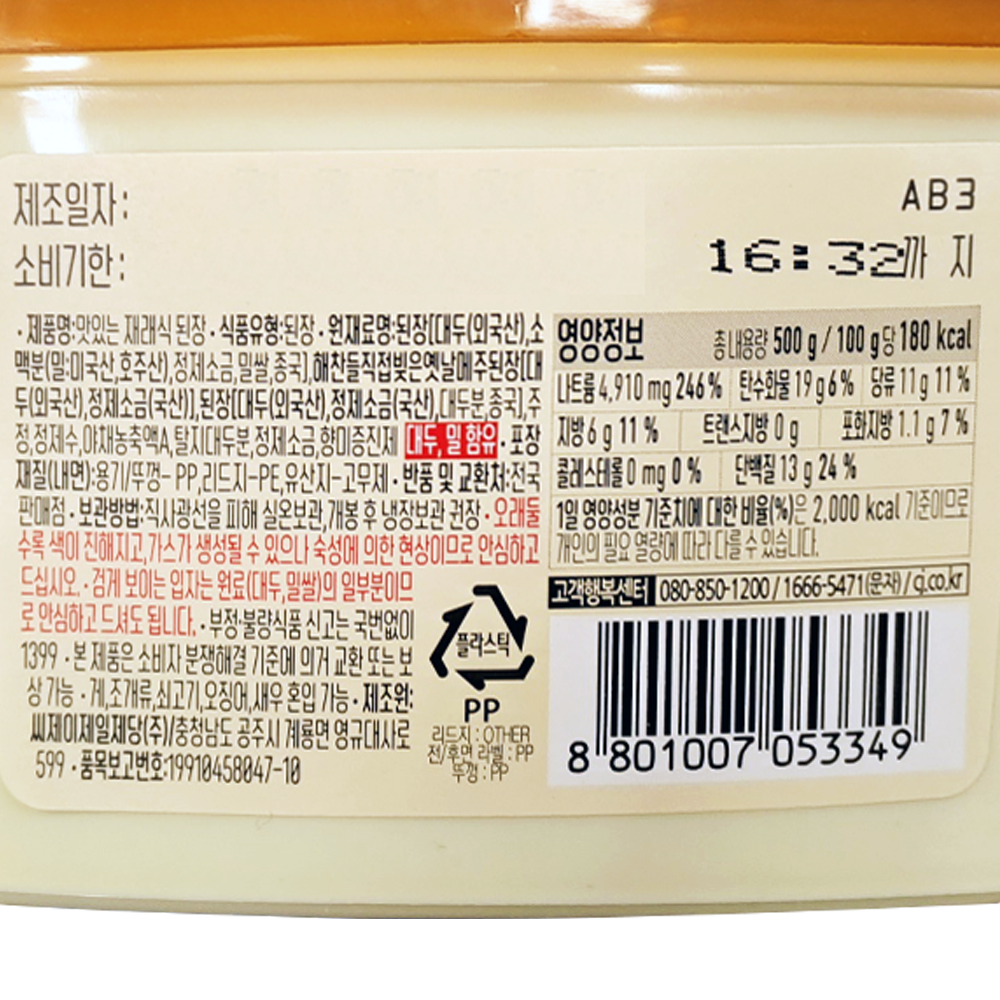 제조일자:
소비기한:
AB3
16:32까지
· 제품명:맛있는 재래식 된장 · 식품유형:된장 · 원재료명:된장[대두(외국산),소
맥분(밀:미국산,호주산),정제소금,밀쌀,종국],해찬들직접빚은옛날메주된장[대
두(외국산),정제소금(국산)],된장[대두(외국산),정제소금(국산),대두분,종국],주
정,정제수,야채농축액A,탈지대두분,정제소금,향미증진제 대두, 밀 함유 · 포장
재질(내면):용기/뚜껑- PP,리드지-PE,유산지-고무제 · 반품 및 교환처:전국
판매점 · 보관방법:직사광선을 피해 실온보관,개봉 후 냉장보관 권장 · 오래둘
수록 색이 진해지고,가스가 생성될 수 있으나 숙성에 의한 현상이므로 안심하고
드십시오. · 검게 보이는 입자는 원료(대두,밀쌀)의 일부분이므
로 안심하고 드셔도 됩니다. · 부정·불량식품 신고는 국번없이
1399 · 본 제품은 소비자 분쟁해결 기준에 의거 교환 또는 보
상 가능 · 게,조개류,쇠고기,오징어,새우 혼입 가능 · 제조원:
씨제이제일제당(주)/충청남도 공주시 계룡면 영규대사로
599 · 품목보고번호:19910458047-10
플라스틱
PP
리드지 : OTHER
전/후면 라벨 : PP
뚜껑 : PP
영양정보 총 내용량 500 g / 100 g당 180 kcal
나트륨 4,910 mg 246 % 탄수화물 19 g 6 % 당류 11 g 11 %
지방 6 g 11 % 트랜스지방 0 g 포화지방 1.1 g 7 %
콜레스테롤 0 mg 0 % 단백질 13 g 24 %
1일 영양성분 기준치에 대한 비율(%)은 2,000 kcal 기준이므로
개인의 필요 열량에 따라 다를 수 있습니다.
고객행복센터 080-850-1200 / 1666-5471(문자)/ cj.co.kr
8 801007 053349